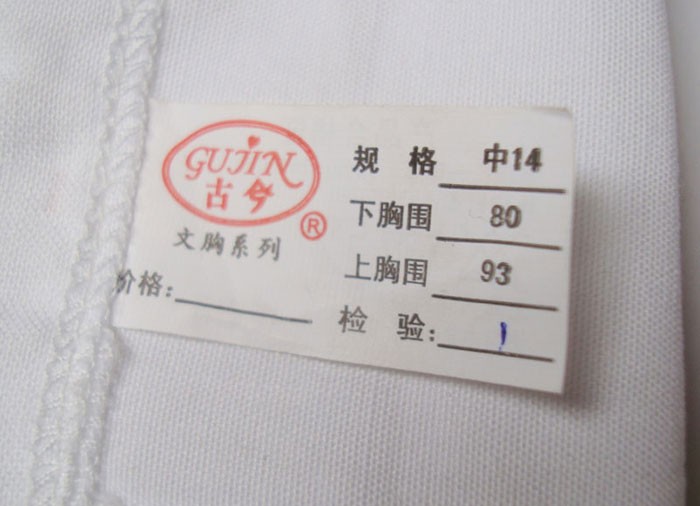 GUJIN
古今
®
文胸系列
价格:
规 格 中14
下胸围 80
上胸围 93
检 验: 1